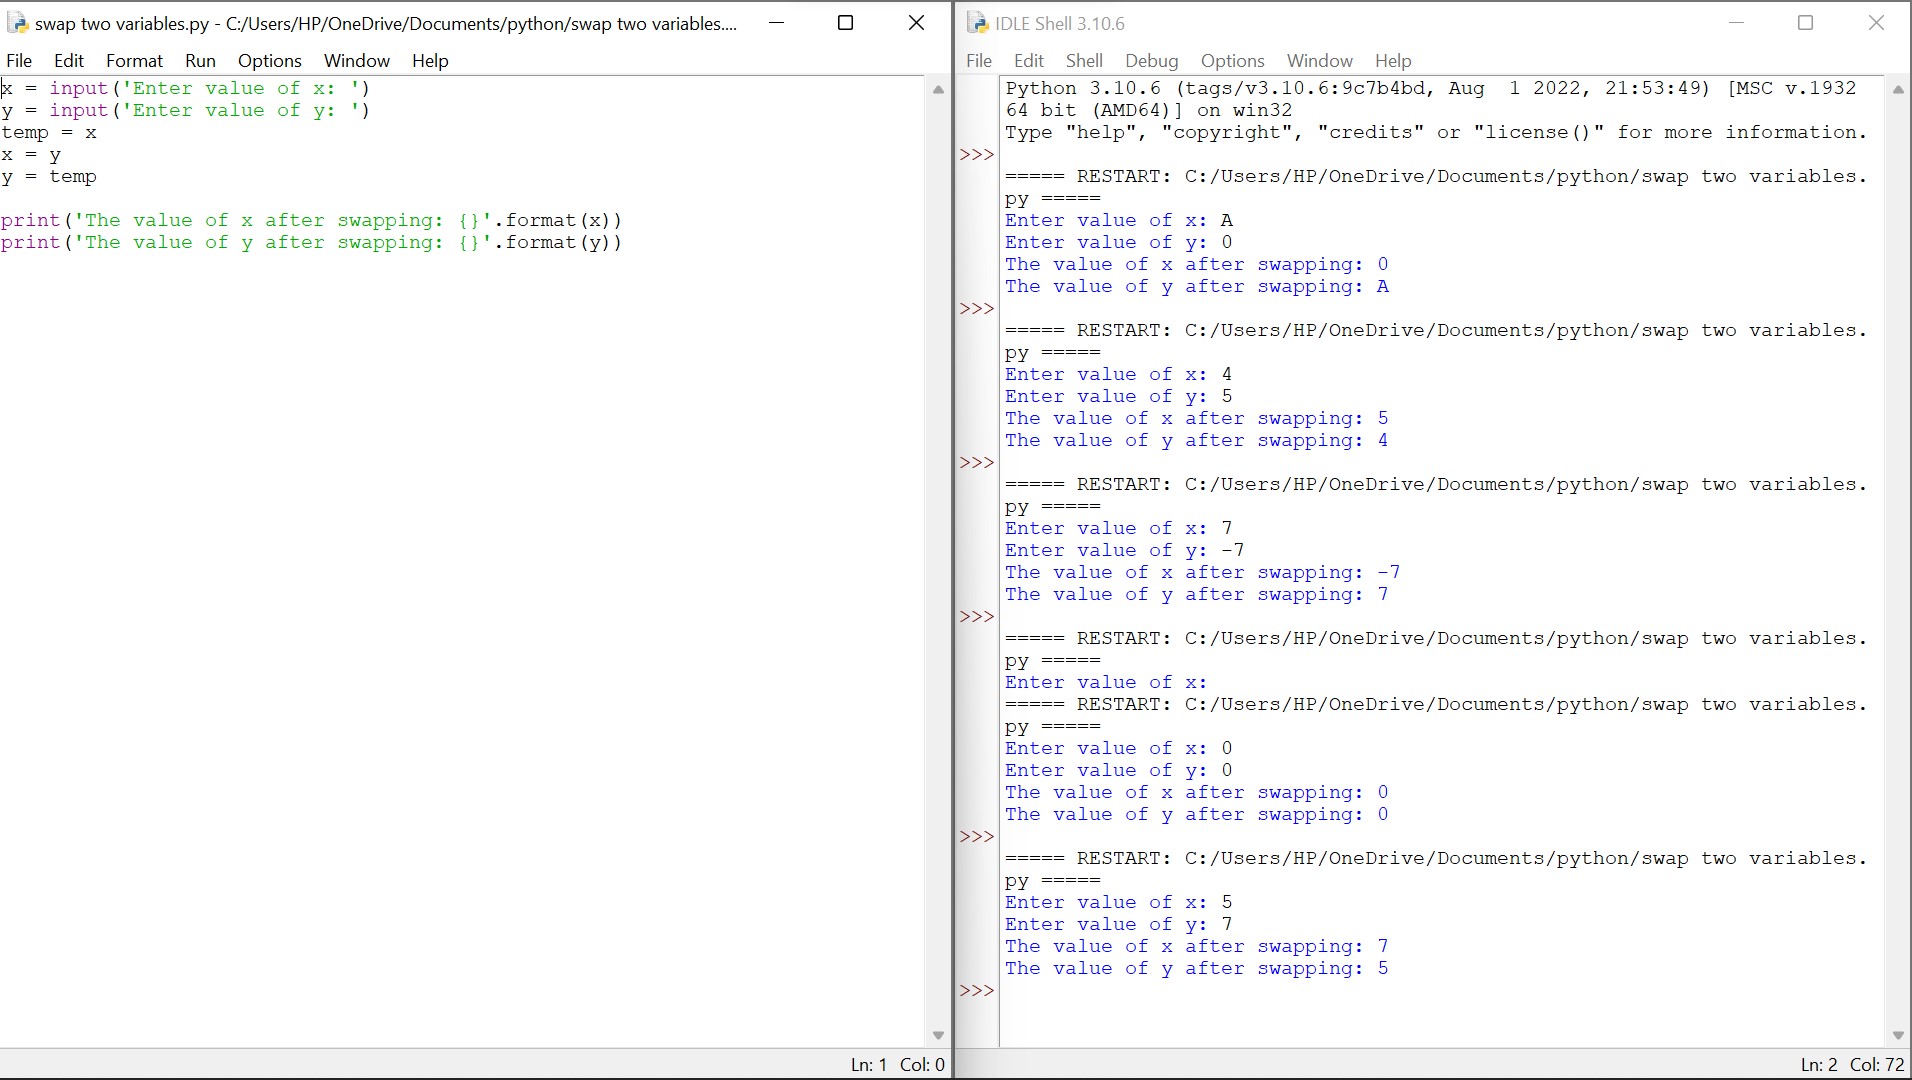 swap two variables.py - C:/Users/HP/OneDrive/Documents/python/swap two variables....
File Edit Format Run Options Window Help
x = input('Enter value of x: ')
y = input('Enter value of y: ')
temp = x
x = y
y = temp
print('The value of x after swapping: {}'.format(x))
print('The value of y after swapping: {}'.format(y))
Ln: 1 Col: 0
IDLE Shell 3.10.6
File Edit Shell Debug Options Window Help
Python 3.10.6 (tags/v3.10.6:9c7b4bd, Aug  1 2022, 21:53:49) [MSC v.1932
64 bit (AMD64)] on win32
Type "help", "copyright", "credits" or "license()" for more information.
>>>
===== RESTART: C:/Users/HP/OneDrive/Documents/python/swap two variables.
py =====
Enter value of x: A
Enter value of y: 0
The value of x after swapping: 0
The value of y after swapping: A
>>>
===== RESTART: C:/Users/HP/OneDrive/Documents/python/swap two variables.
py =====
Enter value of x: 4
Enter value of y: 5
The value of x after swapping: 5
The value of y after swapping: 4
>>>
===== RESTART: C:/Users/HP/OneDrive/Documents/python/swap two variables.
py =====
Enter value of x: 7
Enter value of y: -7
The value of x after swapping: -7
The value of y after swapping: 7
>>>
===== RESTART: C:/Users/HP/OneDrive/Documents/python/swap two variables.
py =====
Enter value of x:
===== RESTART: C:/Users/HP/OneDrive/Documents/python/swap two variables.
py =====
Enter value of x: 0
Enter value of y: 0
The value of x after swapping: 0
The value of y after swapping: 0
>>>
===== RESTART: C:/Users/HP/OneDrive/Documents/python/swap two variables.
py =====
Enter value of x: 5
Enter value of y: 7
The value of x after swapping: 7
The value of y after swapping: 5
>>>
Ln: 2 Col: 72